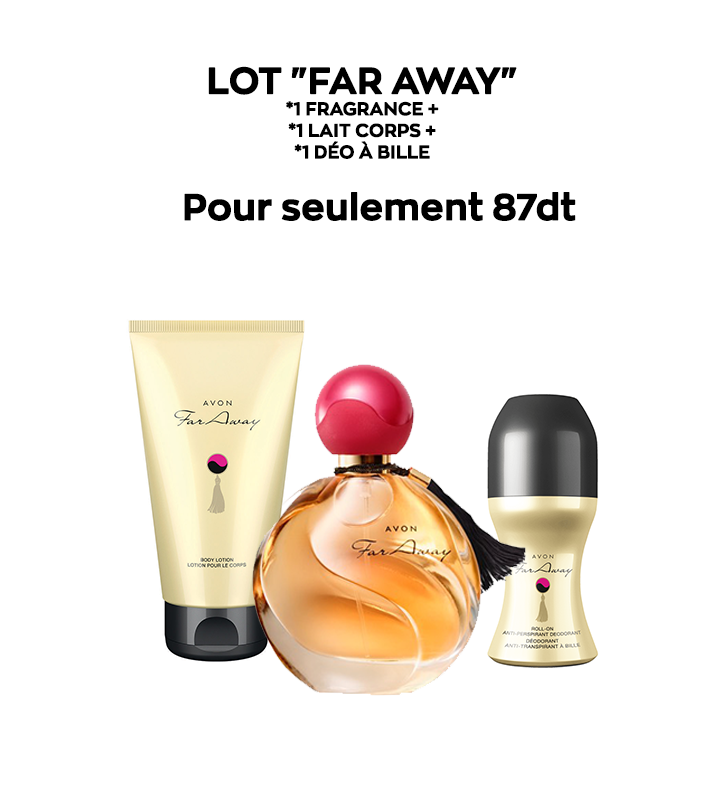 LOT "FAR AWAY"
*1 FRAGRANCE +
*1 LAIT CORPS +
*1 DÉO À BILLE
Pour seulement 87dt
AVON
Far Away
BODY LOTION
LOTION POUR LE CORPS
AVON
Far Away
AVON
Far Away
ROLL-ON
ANTI-PERSPIRANT DEODORANT
DÉODORANT
ANTI-TRANSPIRANT À BILLE